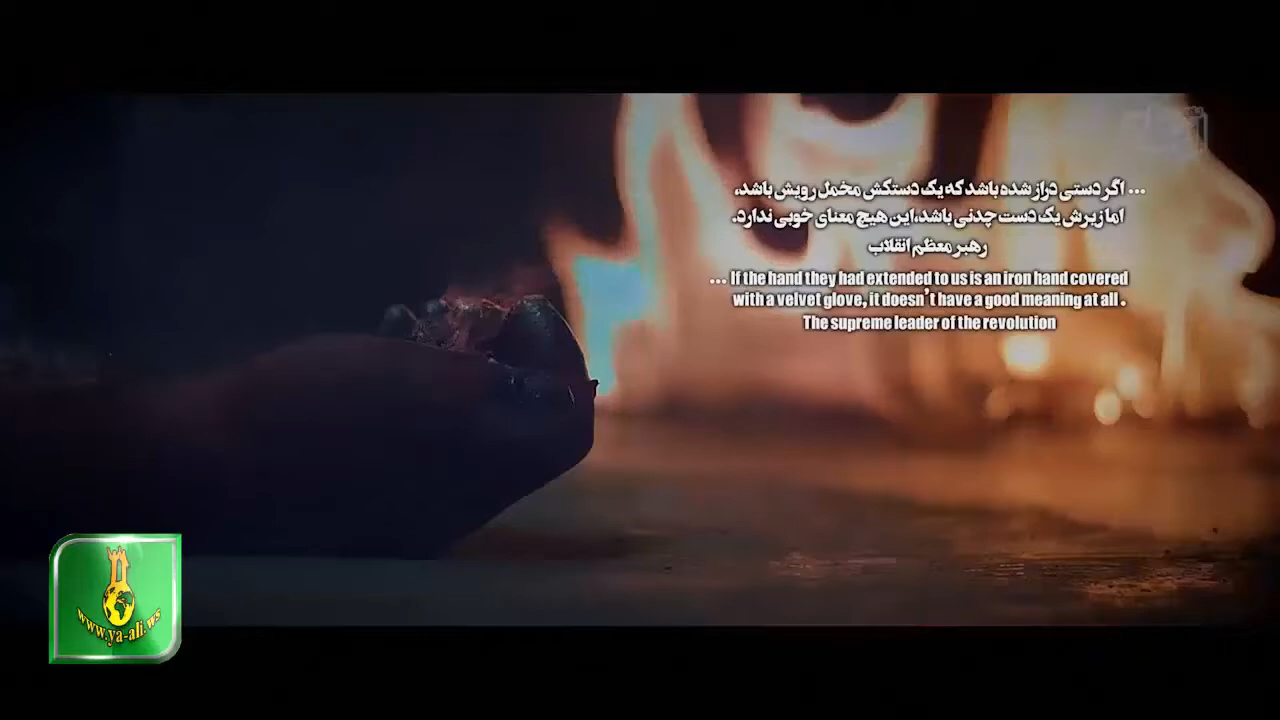 ... اگر دستی دراز شده باشد که یک دستکش مخمل رویش باشد،
اما زیرش یک دست چدنی باشد،این هیچ معنای خوبی ندارد.
رهبر معظم انقلاب
... If the hand they had extended to us is an iron hand covered
with a velvet glove, it doesn't have a good meaning at all .
The supreme leader of the revolution
www.ya-ali.ws